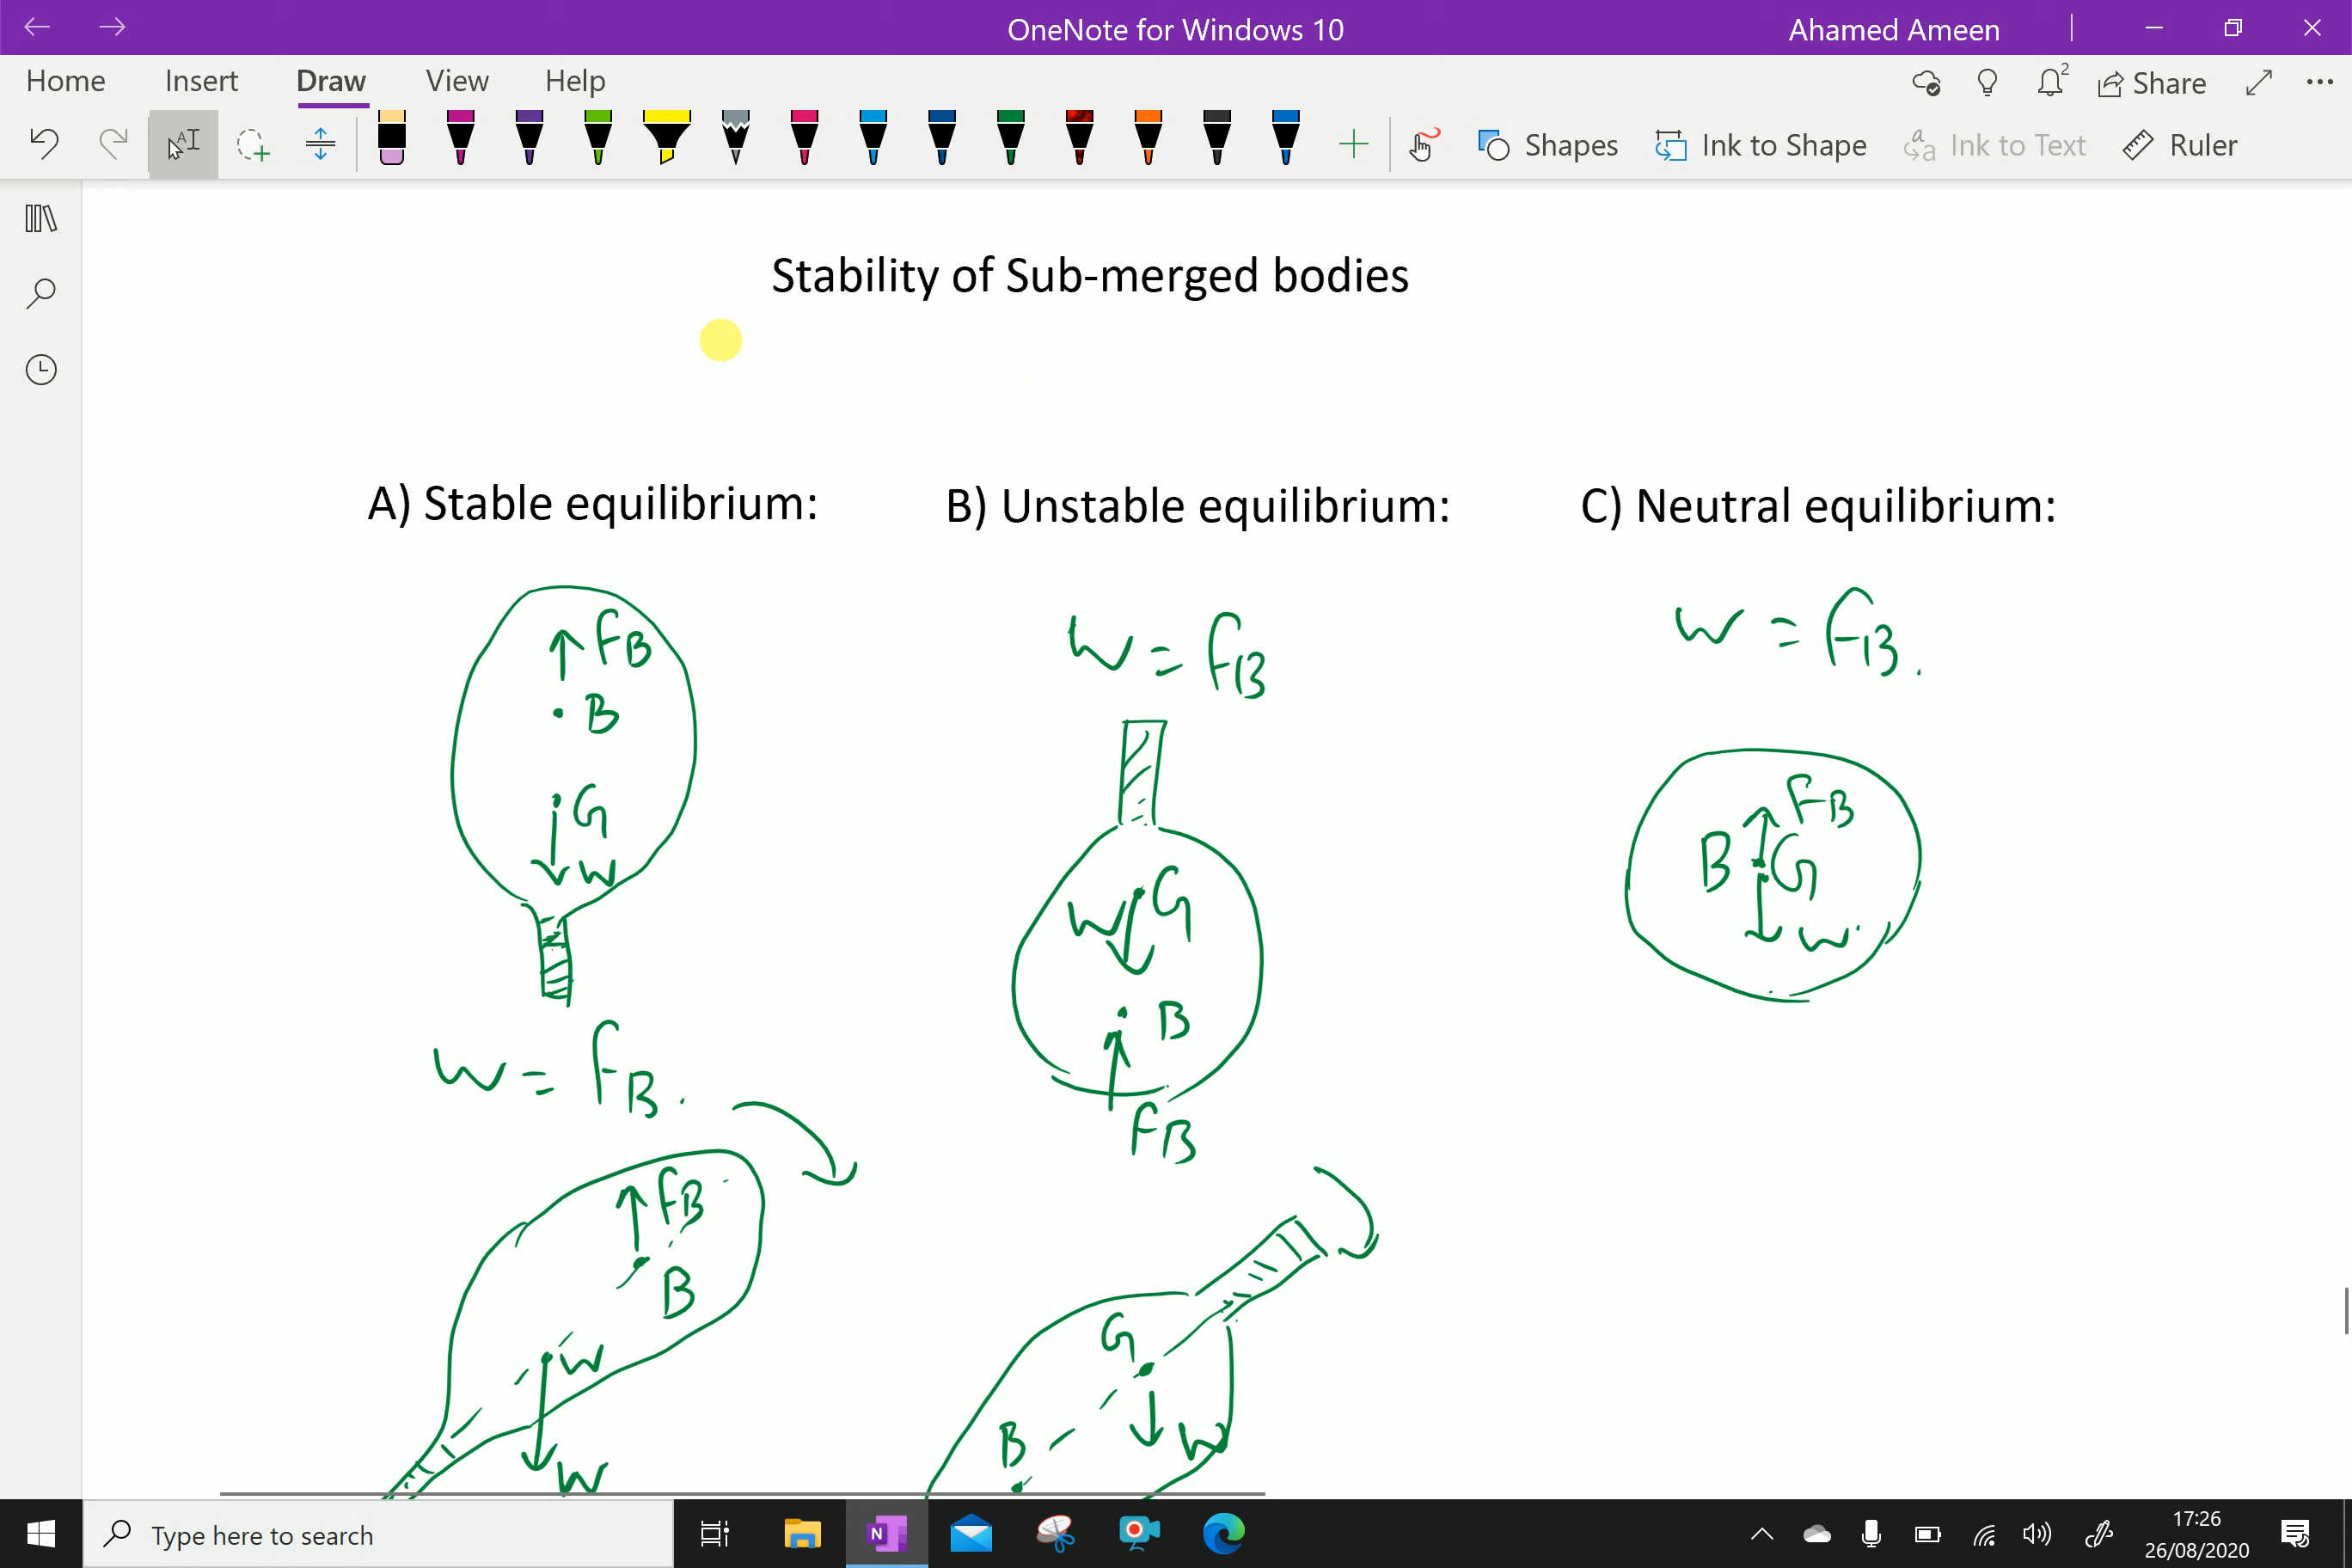 OneNote for Windows 10
Ahamed Ameen
Home Insert Draw View Help
2
Share
Shapes
Ink to Shape
Ink to Text
Ruler
Stability of Sub-merged bodies
A) Stable equilibrium:
FB
B
G
W
W = FB.
FB
B
W
W
B) Unstable equilibrium:
W = FB
G
W
B
FB
G
W
B
C) Neutral equilibrium:
W = FB.
FB
B G
W
N
Type here to search
17:26
26/08/2020